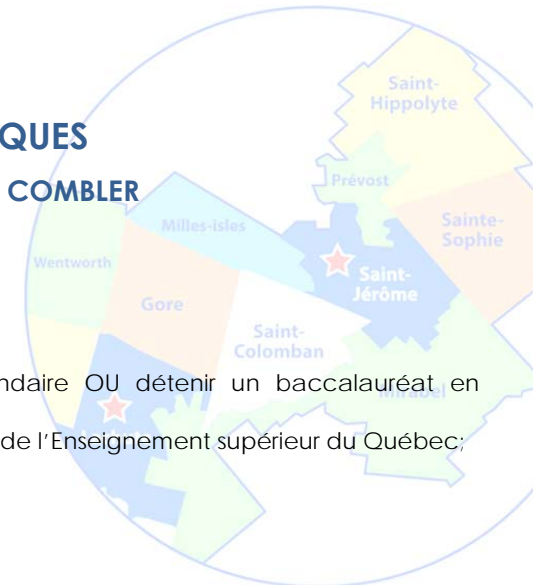 QUES
COMBLER
Saint-
Hippolyte
Prévost
Milles-isles
Sainte-
Sophie
Wentworth
Saint-
Jérôme
Gore
Saint-
Colomban
ndaire OU détenir un baccalauréat en
Mirabel
de l'Enseignement supérieur du Québec;